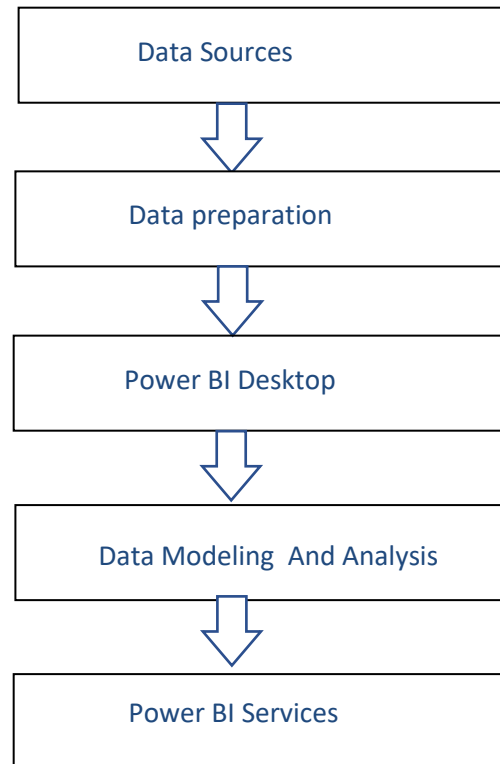 Data Sources
Data preparation
Power BI Desktop
Data Modeling And Analysis
Power BI Services